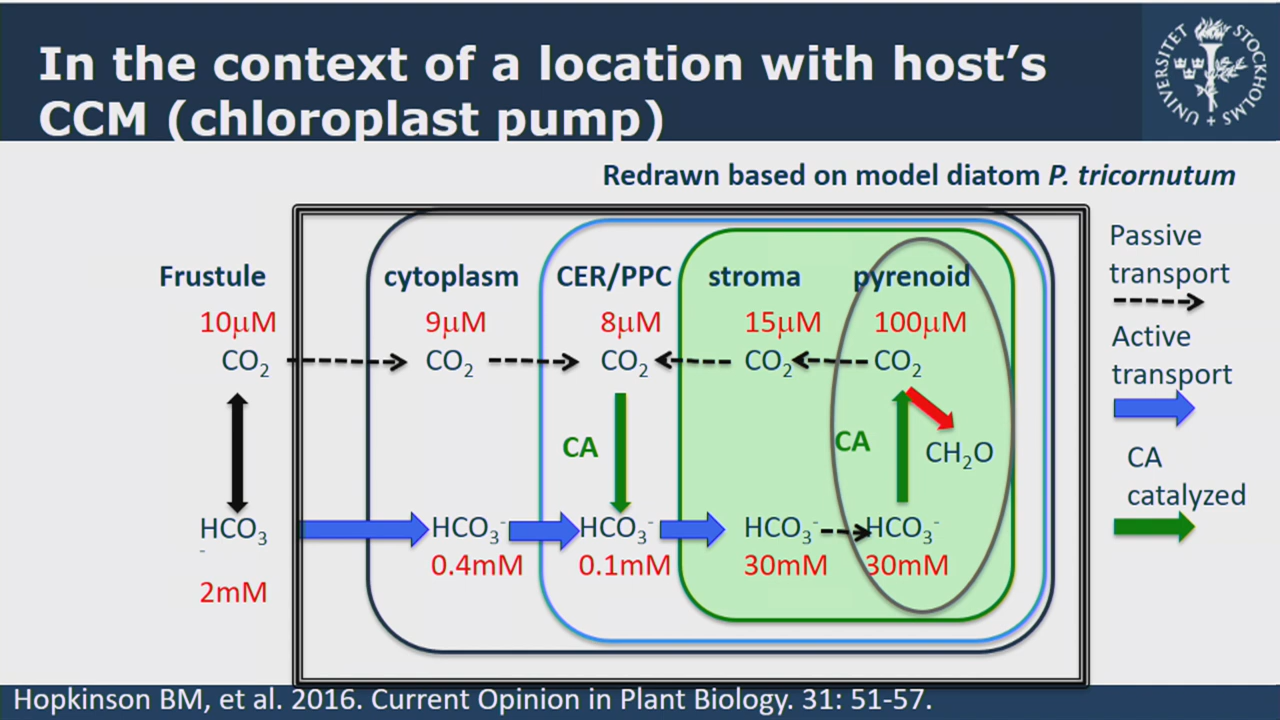 In the context of a location with host's
CCM (chloroplast pump)
UNIVERSITET STOCKHOLMS
Redrawn based on model diatom P. tricornutum
Frustule cytoplasm CER/PPC stroma pyrenoid
10μM 9μM 8μM 15μM 100μM
CO₂ CO₂ CO₂ CO₂ CO₂
CA CA CH₂O
HCO₃⁻ HCO₃⁻ HCO₃⁻ HCO₃⁻ HCO₃⁻
2mM 0.4mM 0.1mM 30mM 30mM
Passive
transport
Active
transport
CA
catalyzed
Hopkinson BM, et al. 2016. Current Opinion in Plant Biology. 31: 51-57.